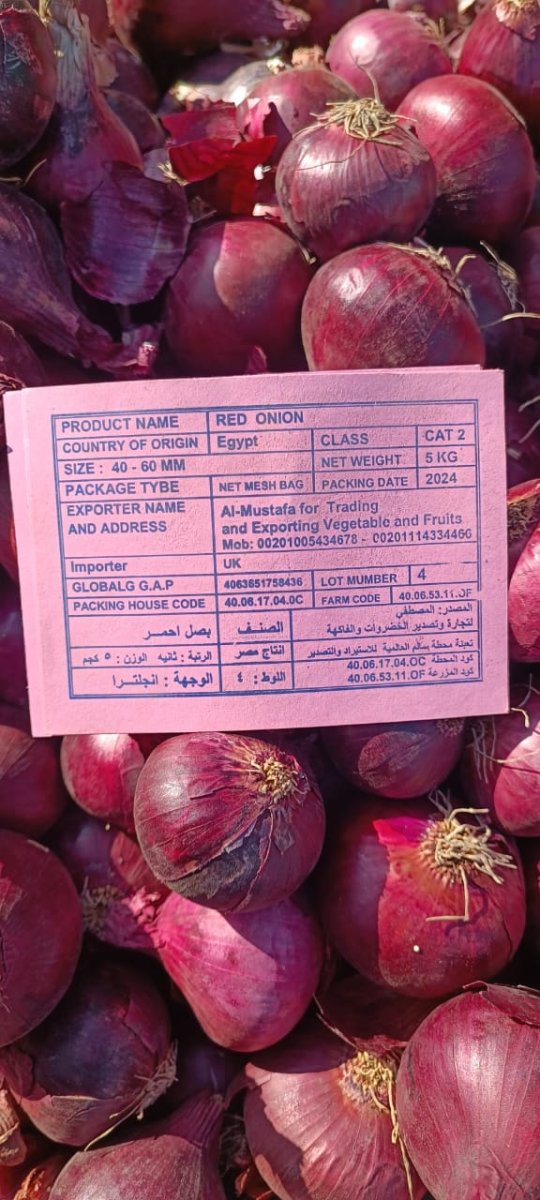 PRODUCT NAME RED ONION
COUNTRY OF ORIGIN Egypt CLASS CAT 2
SIZE : 40 - 60 MM NET WEIGHT 5 KG
PACKAGE TYBE NET MESH BAG PACKING DATE 2024
EXPORTER NAME AND ADDRESS
Al-Mustafa for Trading
and Exporting Vegetable and Fruits
Mob: 00201005434678 - 00201114334466
Importer UK
GLOBALG G.A.P 4063651758436 LOT MUMBER 4
PACKING HOUSE CODE 40.06.17.04.0C FARM CODE 40.06.53.11.OF
المصدر: المصطفي
لتجارة وتصدير الخضروات والفاكهة
الصنف بصل احمر
تعبئة محطة بسالم العالمية للاستيراد والتصدير
انتاج مصر الرتبة : ثانيه الوزن : ٥ كجم
كود المحطة 40.06.17.04.OC
كود المزرعة 40.06.53.11.OF
اللوط : ٤ الوجهة : انجلترا